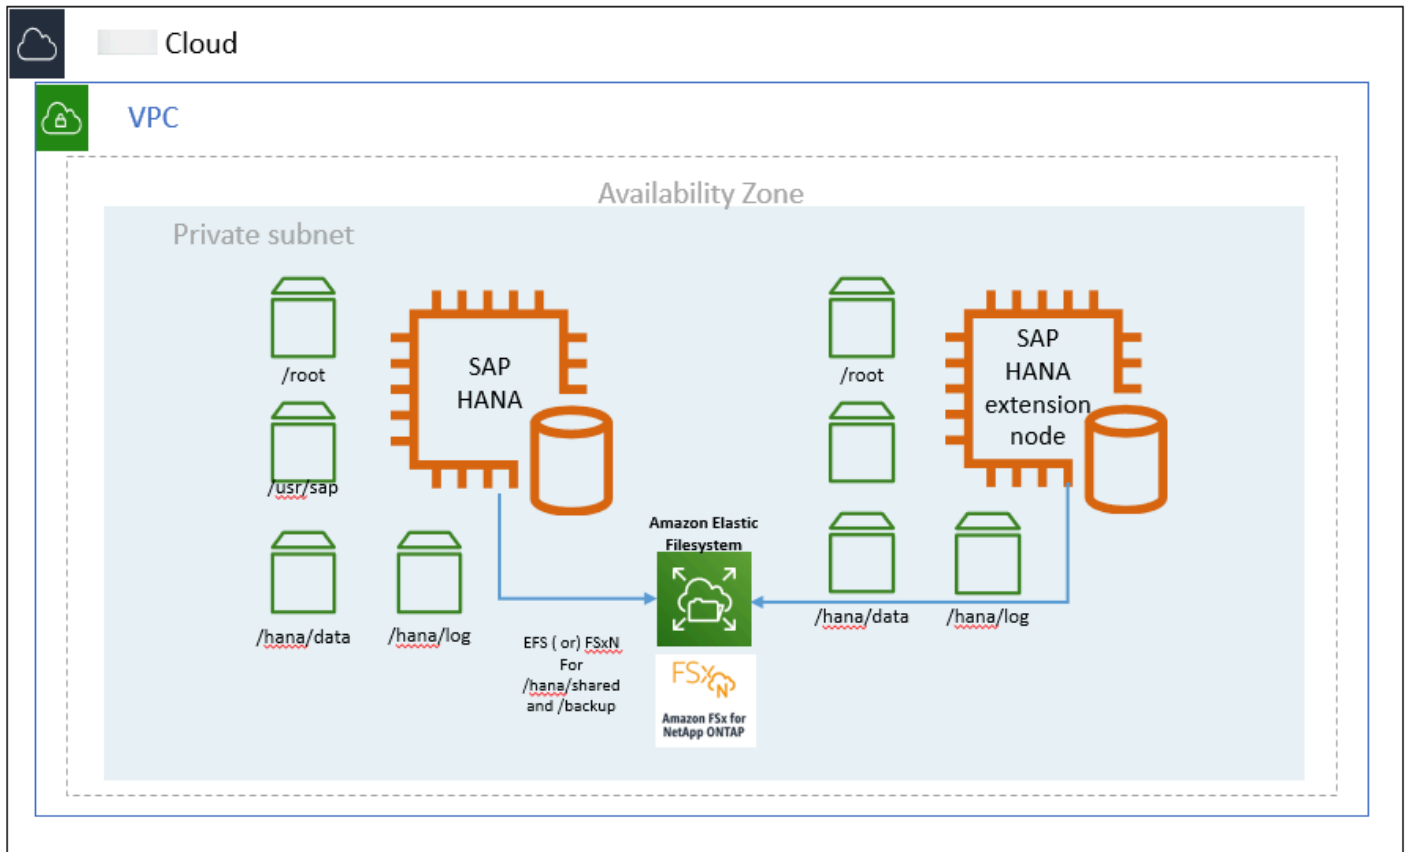 Cloud
VPC
Availability Zone
Private subnet
/root
SAP
HANA
/root
SAP
HANA
extension
node
/usr/sap
Amazon Elastic
Filesystem
/hana/data
/hana/log
/hana/data
/hana/log
EFS ( or) FSxN
For
/hana/shared
and /backup
FSx
N
Amazon FSx for
NetApp ONTAP